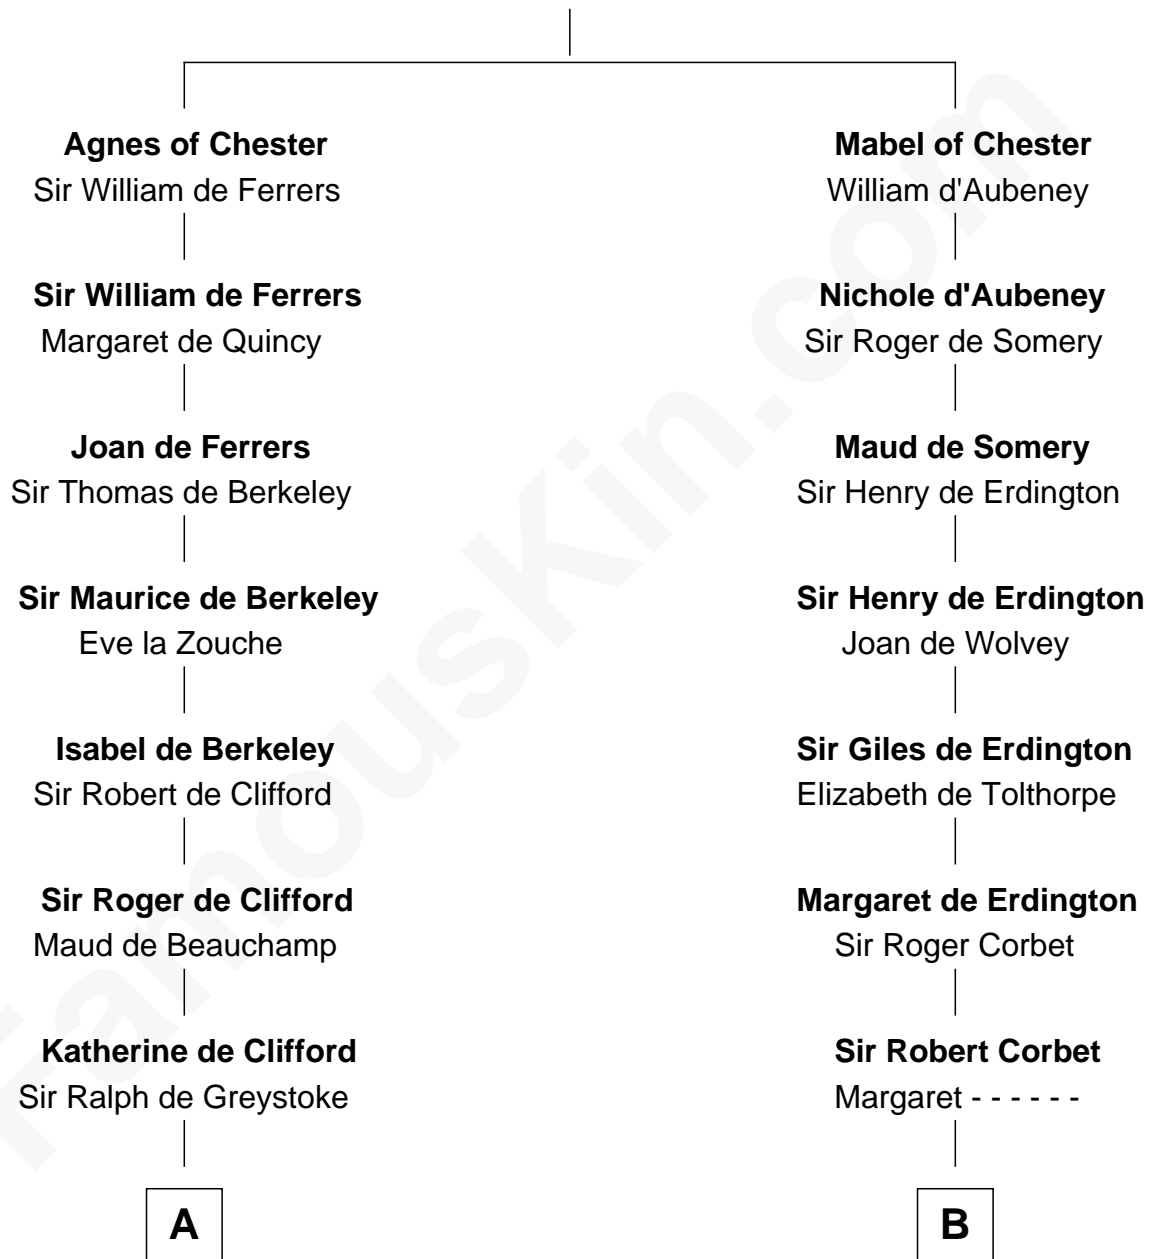 Agnes of Chester
Sir William de Ferrers
Sir William de Ferrers
Margaret de Quincy
Joan de Ferrers
Sir Thomas de Berkeley
Sir Maurice de Berkeley
Eve la Zouche
Isabel de Berkeley
Sir Robert de Clifford
Sir Roger de Clifford
Maud de Beauchamp
Katherine de Clifford
Sir Ralph de Greystoke
A
Mabel of Chester
William d'Aubeney
Nichole d'Aubeney
Sir Roger de Somery
Maud de Somery
Sir Henry de Erdington
Sir Henry de Erdington
Joan de Wolvey
Sir Giles de Erdington
Elizabeth de Tolthorpe
Margaret de Erdington
Sir Roger Corbet
Sir Robert Corbet
Margaret - - - - - -
B
FamousKin.com